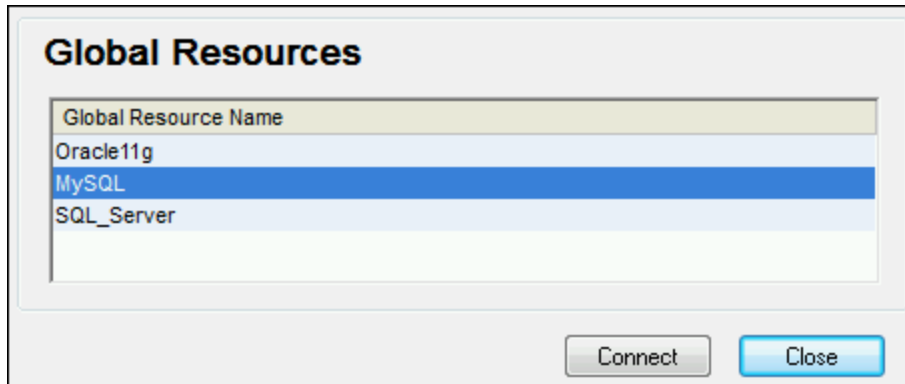 Global Resources
Global Resource Name
Oracle11g
MySQL
SQL_Server
Connect
Close